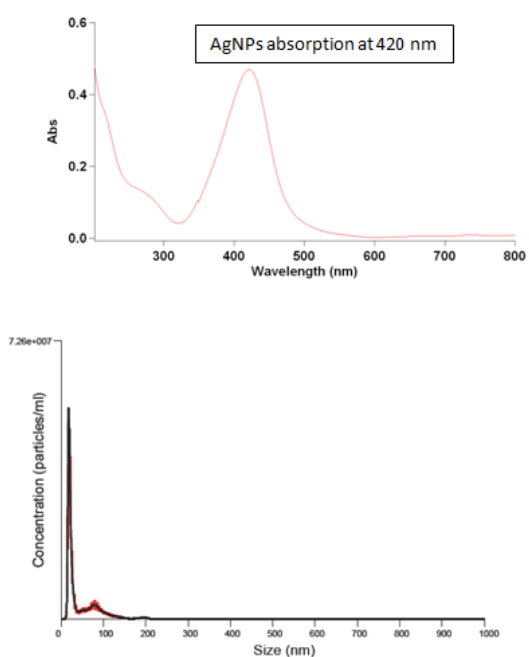 AgNPs absorption at 420 nm
0.6
0.4
0.2
0.0
Abs
300 400 500 600 700 800
Wavelength (nm)
7.26e+007
Concentration (particles/ml)
0 100 200 300 400 500 600 700 800 900 1000
Size (nm)